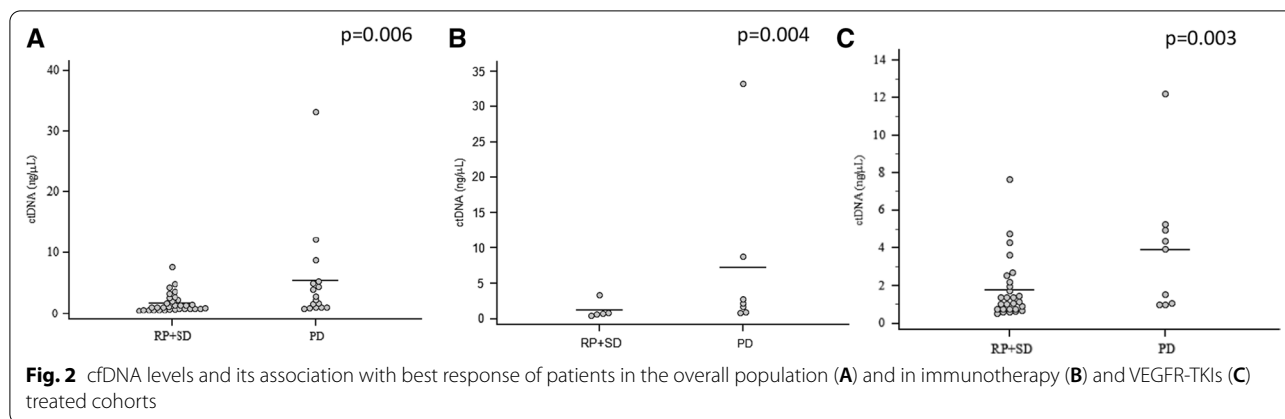 A
p=0.006
40
30
20
10
0
ctDNA (ng/µL)
RP+SD
PD
B
p=0.004
35
30
25
20
15
10
5
0
ctDNA (ng/µL)
RP+SD
PD
C
p=0.003
14
12
10
8
6
4
2
0
ctDNA (ng/µL)
RP+SD
PD
Fig. 2 cfDNA levels and its association with best response of patients in the overall population (A) and in immunotherapy (B) and VEGFR-TKIs (C)
treated cohorts